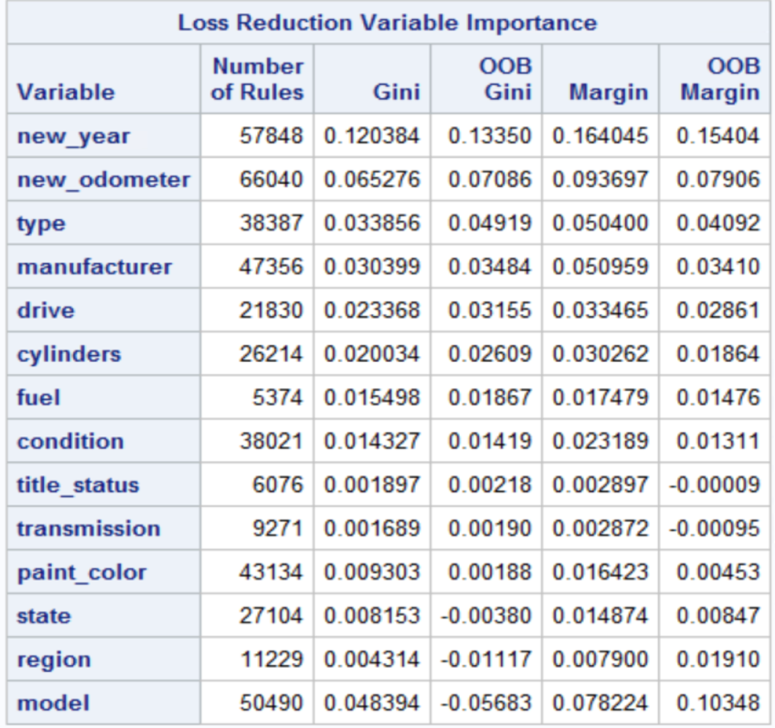 Loss Reduction Variable Importance
Variable Number of Rules Gini OOB Gini Margin OOB Margin
new_year 57848 0.120384 0.13350 0.164045 0.15404
new_odometer 66040 0.065276 0.07086 0.093697 0.07906
type 38387 0.033856 0.04919 0.050400 0.04092
manufacturer 47356 0.030399 0.03484 0.050959 0.03410
drive 21830 0.023368 0.03155 0.033465 0.02861
cylinders 26214 0.020034 0.02609 0.030262 0.01864
fuel 5374 0.015498 0.01867 0.017479 0.01476
condition 38021 0.014327 0.01419 0.023189 0.01311
title_status 6076 0.001897 0.00218 0.002897 -0.00009
transmission 9271 0.001689 0.00190 0.002872 -0.00095
paint_color 43134 0.009303 0.00188 0.016423 0.00453
state 27104 0.008153 -0.00380 0.014874 0.00847
region 11229 0.004314 -0.01117 0.007900 0.01910
model 50490 0.048394 -0.05683 0.078224 0.10348